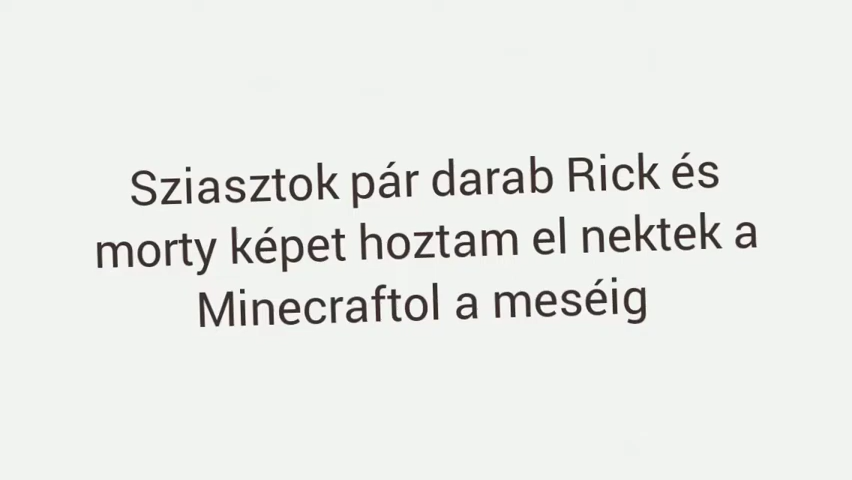 Sziasztok pár darab Rick és
morty képet hoztam el nektek a
Minecraftol a meséig